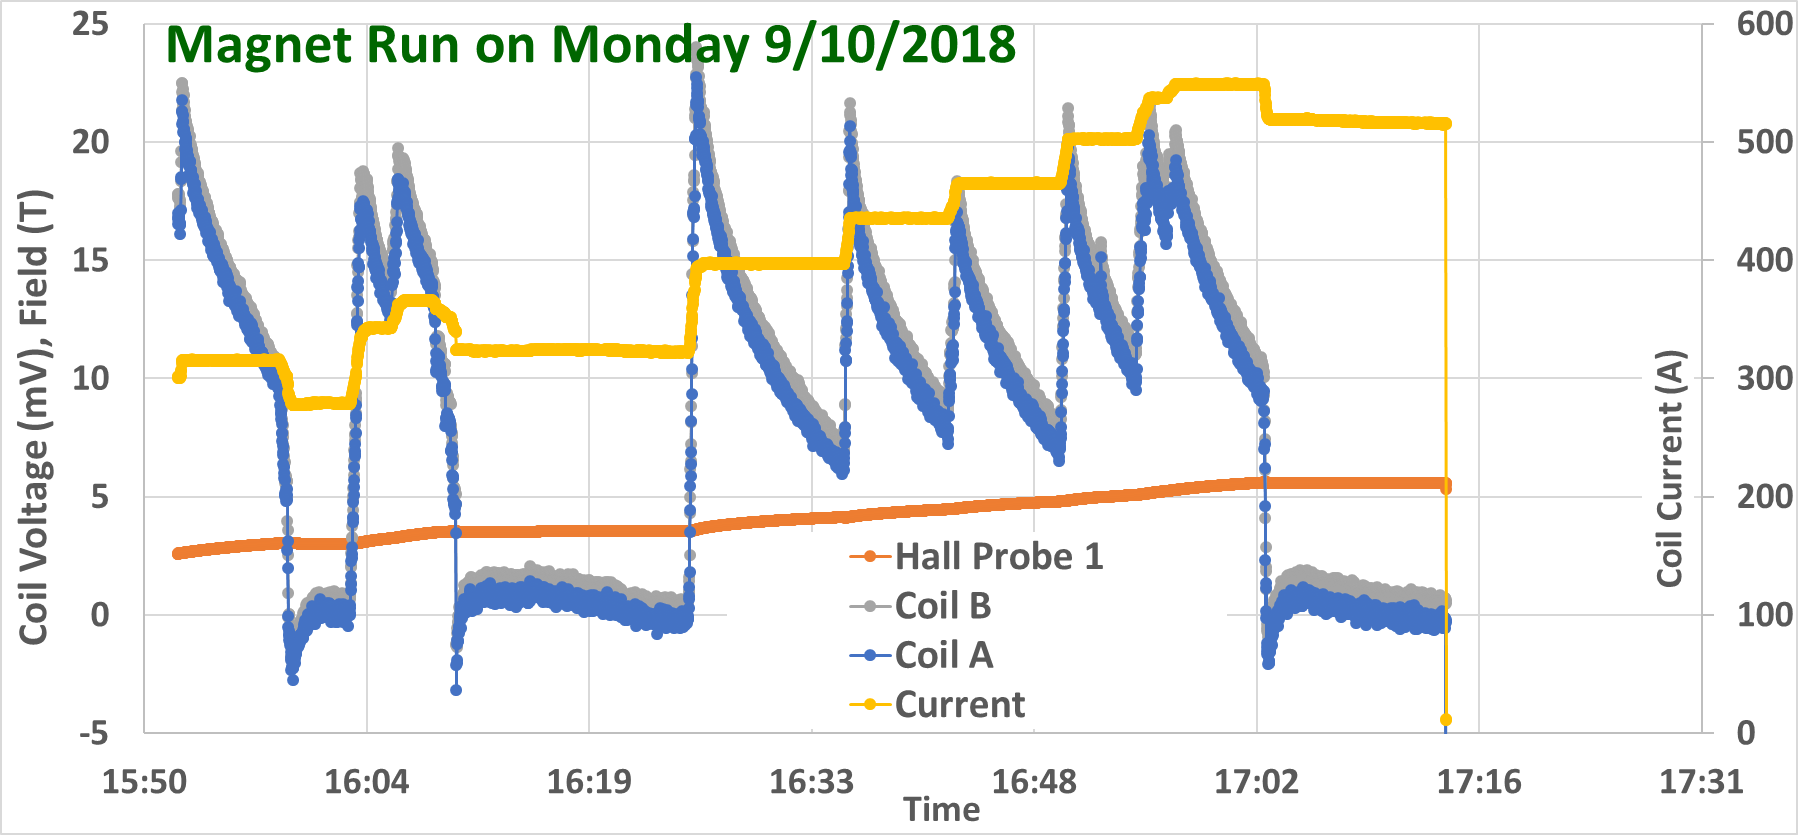 Magnet Run on Monday 9/10/2018
25
20
15
10
5
0
-5
Coil Voltage (mV), Field (T)
600
500
400
300
200
100
0
Coil Current (A)
Hall Probe 1
Coil B
Coil A
Current
15:50 16:04 16:19 16:33 16:48 17:02 17:16 17:31
Time